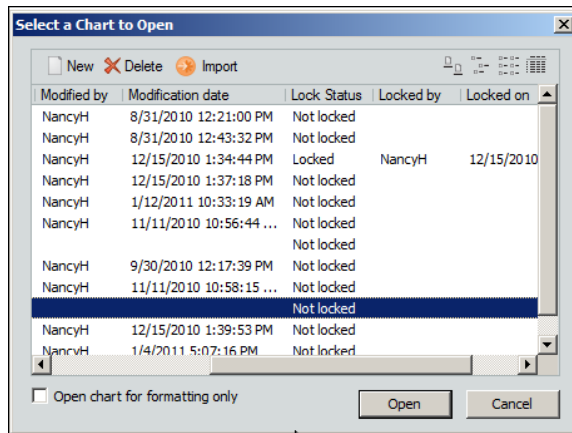 Select a Chart to Open
New Delete Import
Modified by Modification date Lock Status Locked by Locked on
NancyH 8/31/2010 12:21:00 PM Not locked
NancyH 8/31/2010 12:43:32 PM Not locked
NancyH 12/15/2010 1:34:44 PM Locked NancyH 12/15/2010
NancyH 12/15/2010 1:37:18 PM Not locked
NancyH 1/12/2011 10:33:19 AM Not locked
NancyH 11/11/2010 10:56:44 ... Not locked
Not locked
NancyH 9/30/2010 12:17:39 PM Not locked
NancyH 11/11/2010 10:58:15 ... Not locked
Not locked
NancyH 12/15/2010 1:39:53 PM Not locked
NancyH 1/4/2011 5:07:16 PM Not locked
Open chart for formatting only
Open Cancel